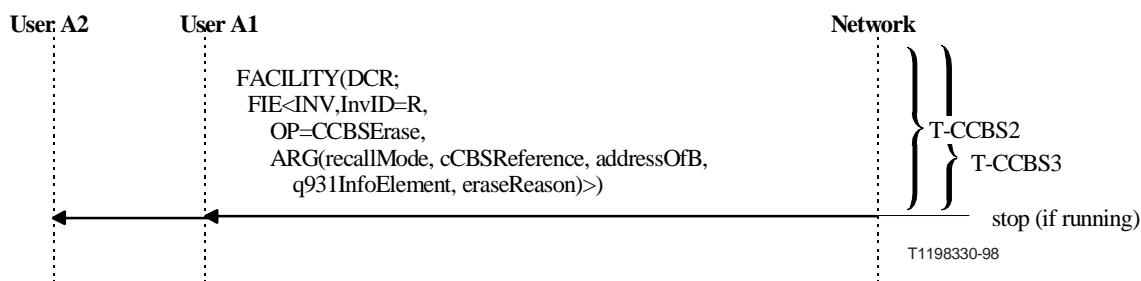 User A2 User A1 Network
FACILITY(DCR;
FIE<INV,InvID=R,
OP=CCBSErase,
ARG(recallMode, cCBSReference, addressOfB,
q931InfoElement, eraseReason)>)
T-CCBS2
T-CCBS3
stop (if running)
T1198330-98